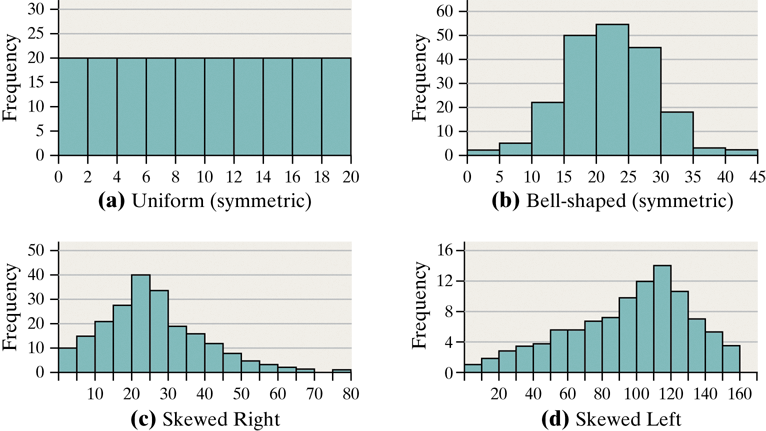 Frequency
30
25
20
15
10
5
0
0 2 4 6 8 10 12 14 16 18 20
(a) Uniform (symmetric)
Frequency
60
50
40
30
20
10
0
0 5 10 15 20 25 30 35 40 45
(b) Bell-shaped (symmetric)
Frequency
50
40
30
20
10
0
10 20 30 40 50 60 70 80
(c) Skewed Right
Frequency
16
12
8
4
0
20 40 60 80 100 120 140 160
(d) Skewed Left